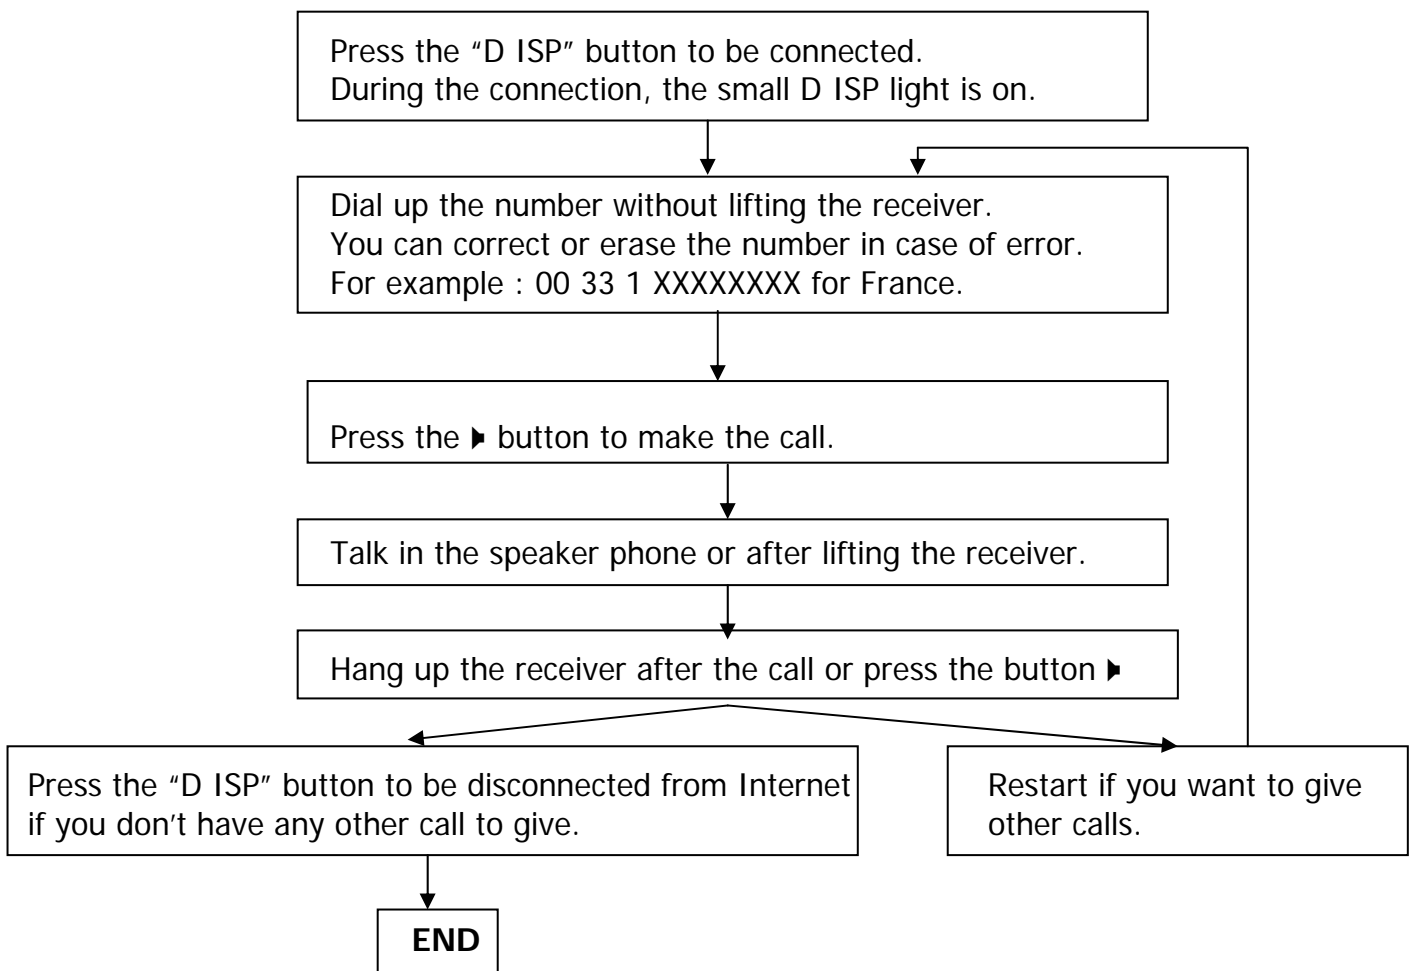 Press the “D ISP” button to be connected.
During the connection, the small D ISP light is on.
Dial up the number without lifting the receiver.
You can correct or erase the number in case of error.
For example : 00 33 1 XXXXXXXX for France.
Press the button to make the call.
Talk in the speaker phone or after lifting the receiver.
Hang up the receiver after the call or press the button
Press the “D ISP” button to be disconnected from Internet
if you don’t have any other call to give.
Restart if you want to give
other calls.
END